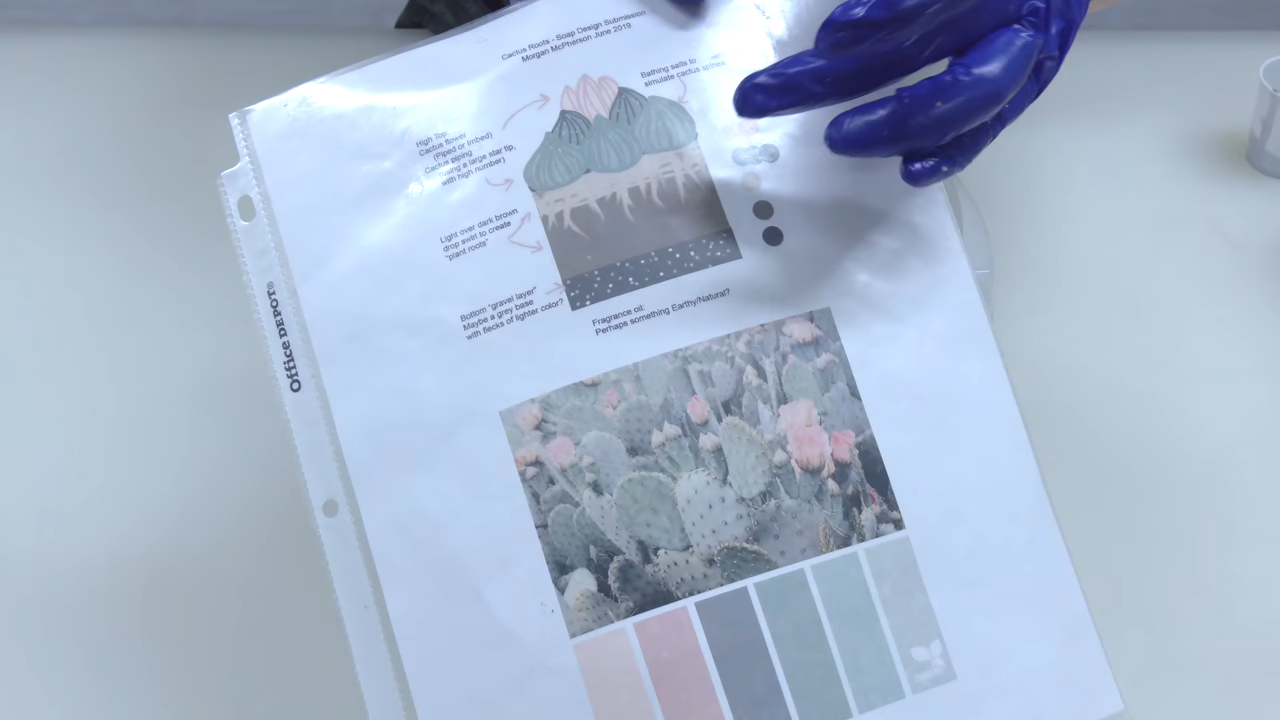 Cactus Roots - Soap Design Submission
Morgan McPherson June 2019
Bathing salts to
simulate cactus spines
High Top,
Cactus flower
(Piped or Imbed)
Cactus piping
(using a large star tip,
with high number)
Light over dark brown
drop swirl to create
"plant roots"
Bottom "gravel layer"
Maybe a grey base
with flecks of lighter color?
Fragrance oil:
Perhaps something Earthy/Natural?
Office DEPOT®